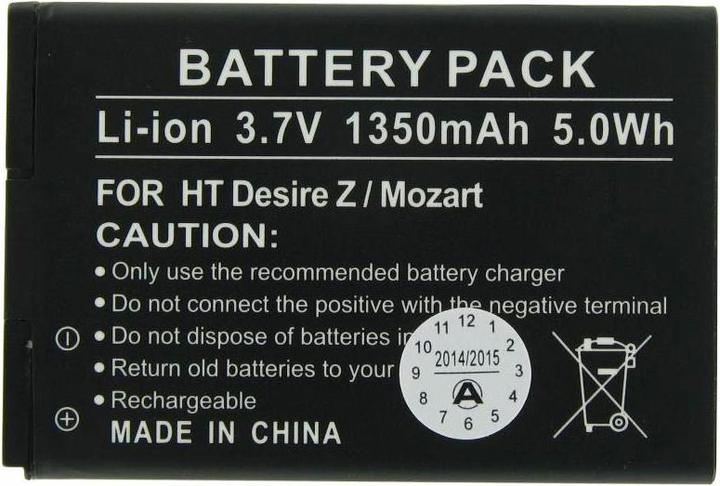 BATTERY PACK
Li-ion 3.7V 1350mAh 5.0Wh
FOR HT Desire Z / Mozart
CAUTION:
• Only use the recommended battery charger
• Do not connect the positive with the negative terminal
• Do not dispose of batteries in
• Return old batteries to your
• Rechargeable
MADE IN CHINA
11 12 1
10 2
2014/2015
9 3
A
8 4
7 6 5